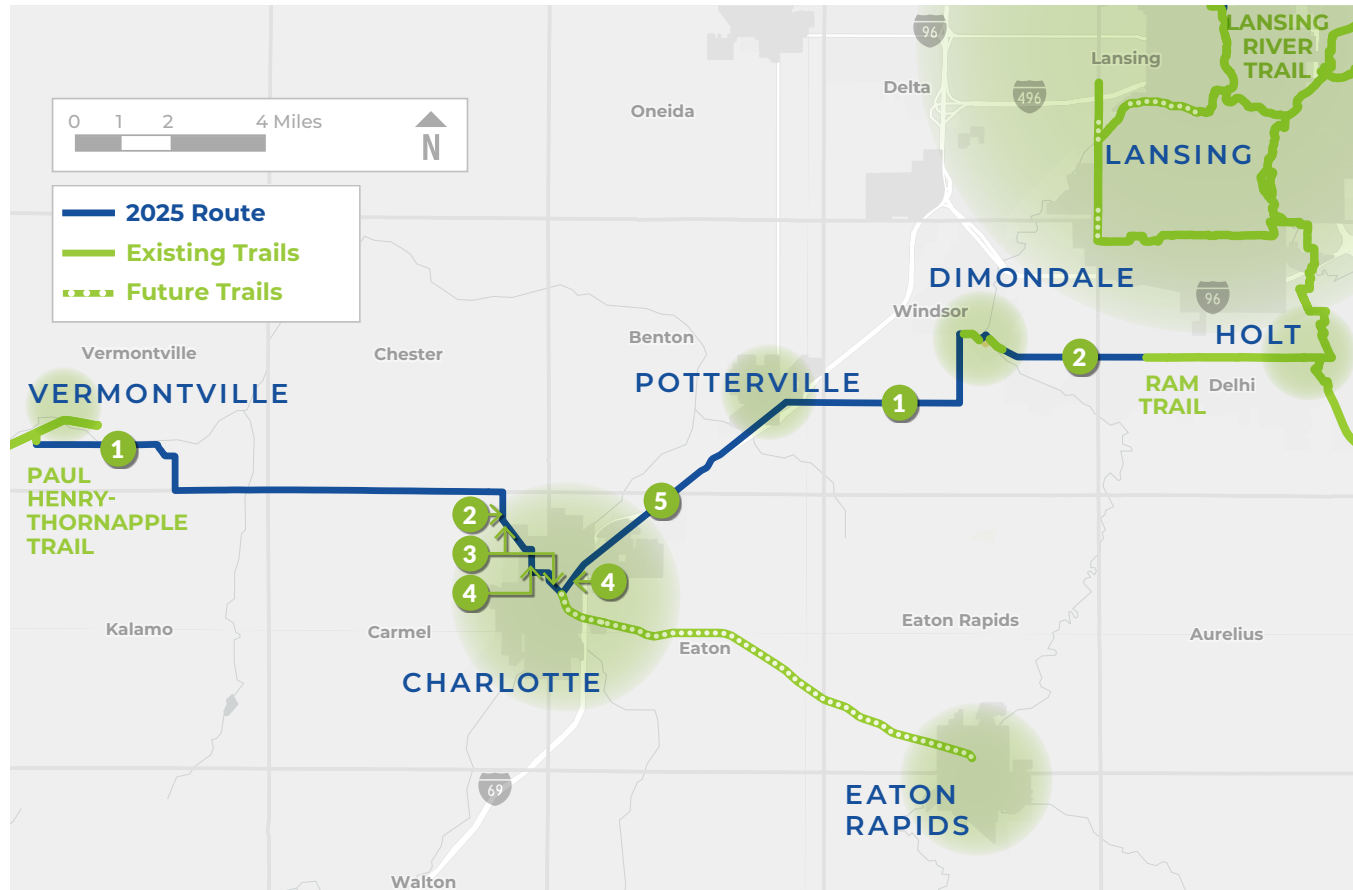 LANSING
RIVER
TRAIL
96
Lansing
Delta
496
Oneida
0 1 2 4 Miles
N
LANSING
2025 Route
Existing Trails
Future Trails
DIMONDALE
96
Windsor
HOLT
Benton
Vermontville
Chester
2
POTTERVILLE
RAM
TRAIL
Delhi
VERMONTVILLE
1
1
PAUL
HENRY-
THORNAPPLE
TRAIL
5
2
3
4
4
Kalamo
Carmel
Eaton Rapids
Aurelius
Eaton
CHARLOTTE
69
EATON
RAPIDS
Walton